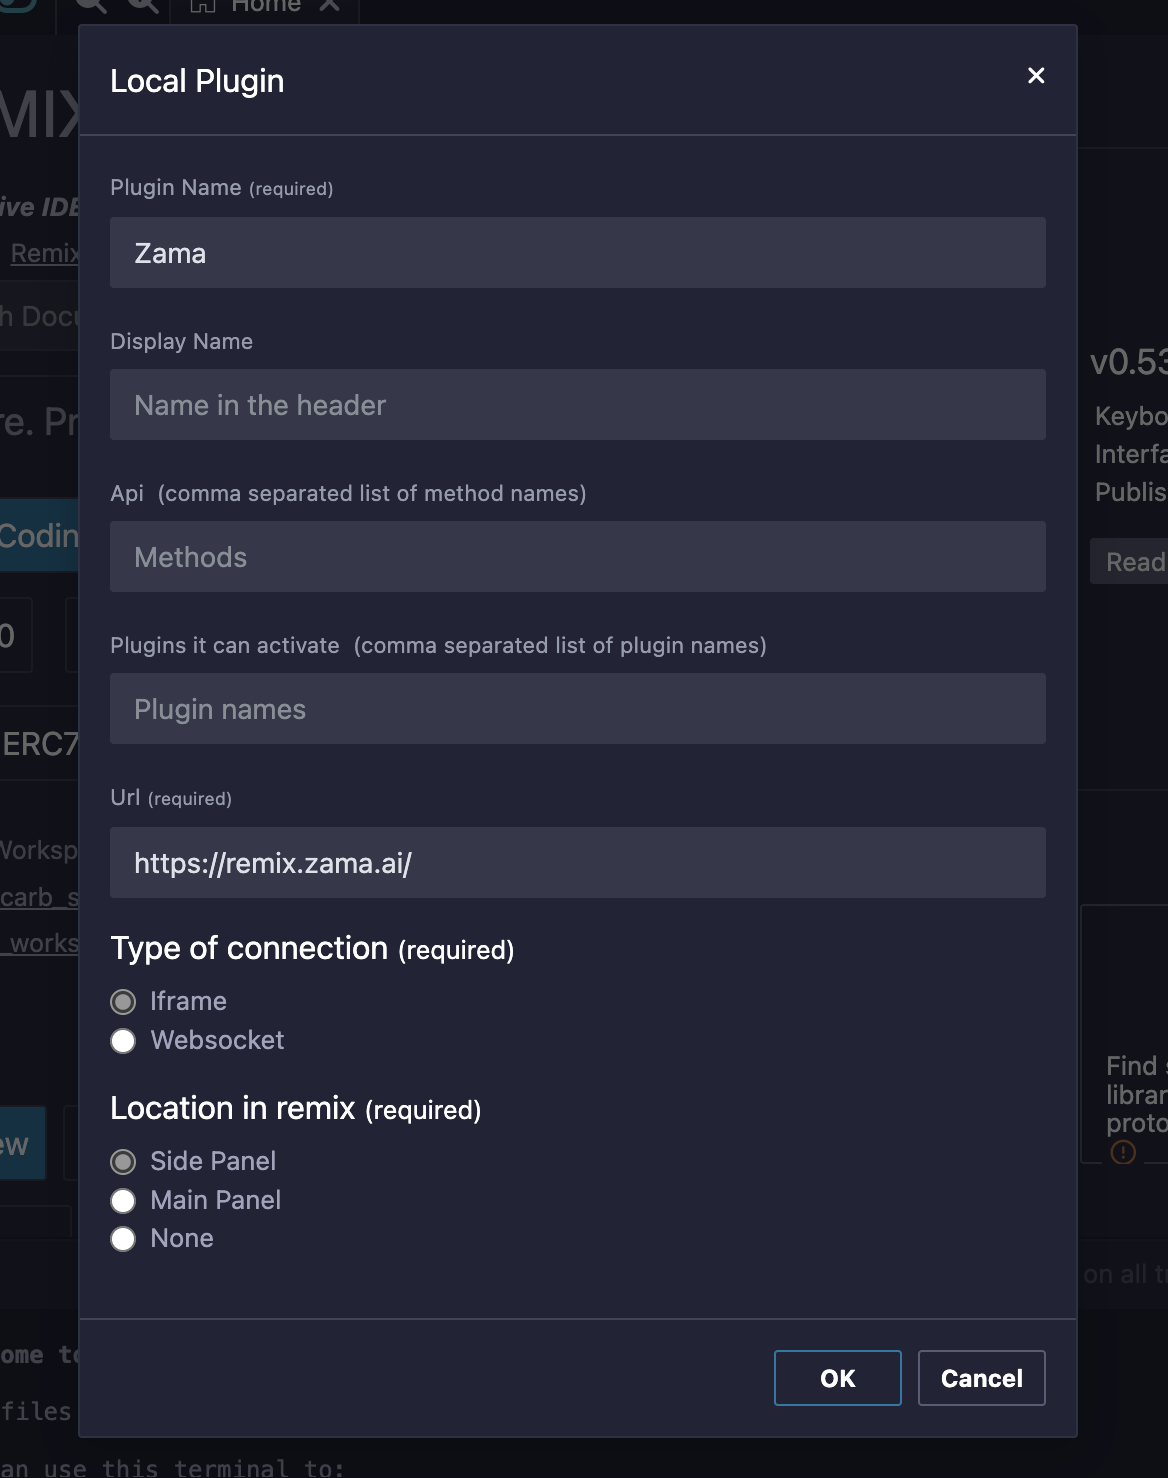 Home
Local Plugin
MIX
ive IDE
Remix
Plugin Name (required)
Zama
h Docu
Display Name
Name in the header
v0.53
re. Pr
Keybo
Interfa
Publis
Api (comma separated list of method names)
Methods
Coding
Read
Plugins it can activate (comma separated list of plugin names)
Plugin names
0
ERC7
Url (required)
https://remix.zama.ai/
Worksp
carb_s
_works
Type of connection (required)
Iframe
Websocket
Find s
librar
proto
Location in remix (required)
Side Panel
Main Panel
None
ew
on all tr
OK
Cancel
ome to
files
an use this terminal to: